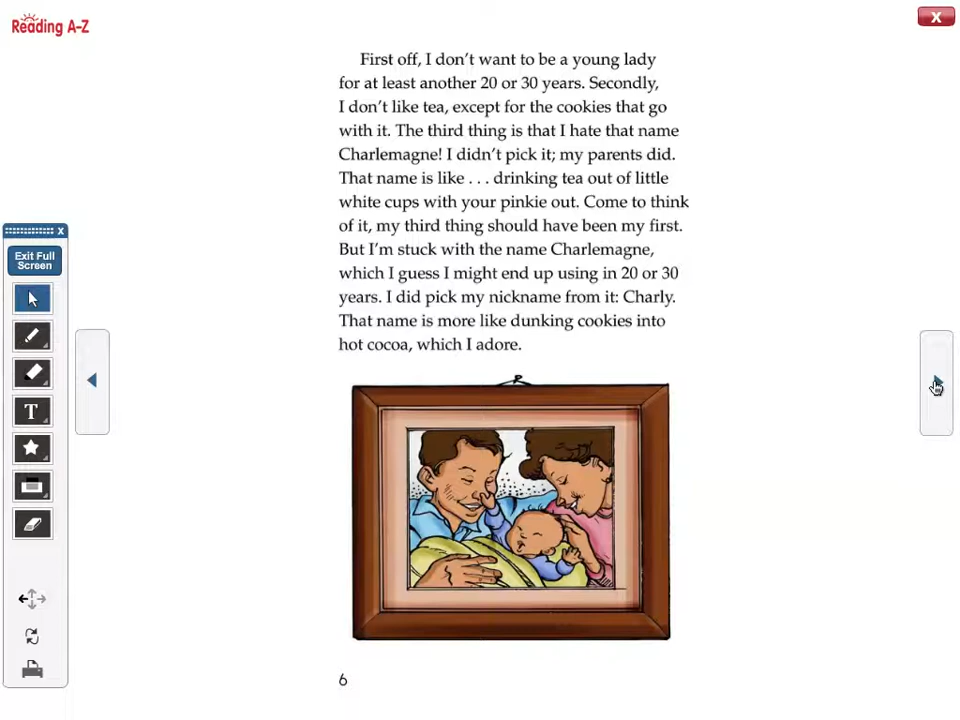 Reading A-Z
X
First off, I don't want to be a young lady
for at least another 20 or 30 years. Secondly,
I don't like tea, except for the cookies that go
with it. The third thing is that I hate that name
Charlemagne! I didn't pick it; my parents did.
That name is like . . . drinking tea out of little
white cups with your pinkie out. Come to think
of it, my third thing should have been my first.
But I'm stuck with the name Charlemagne,
which I guess I might end up using in 20 or 30
years. I did pick my nickname from it: Charly.
That name is more like dunking cookies into
hot cocoa, which I adore.
x
Exit Full
Screen
T
6